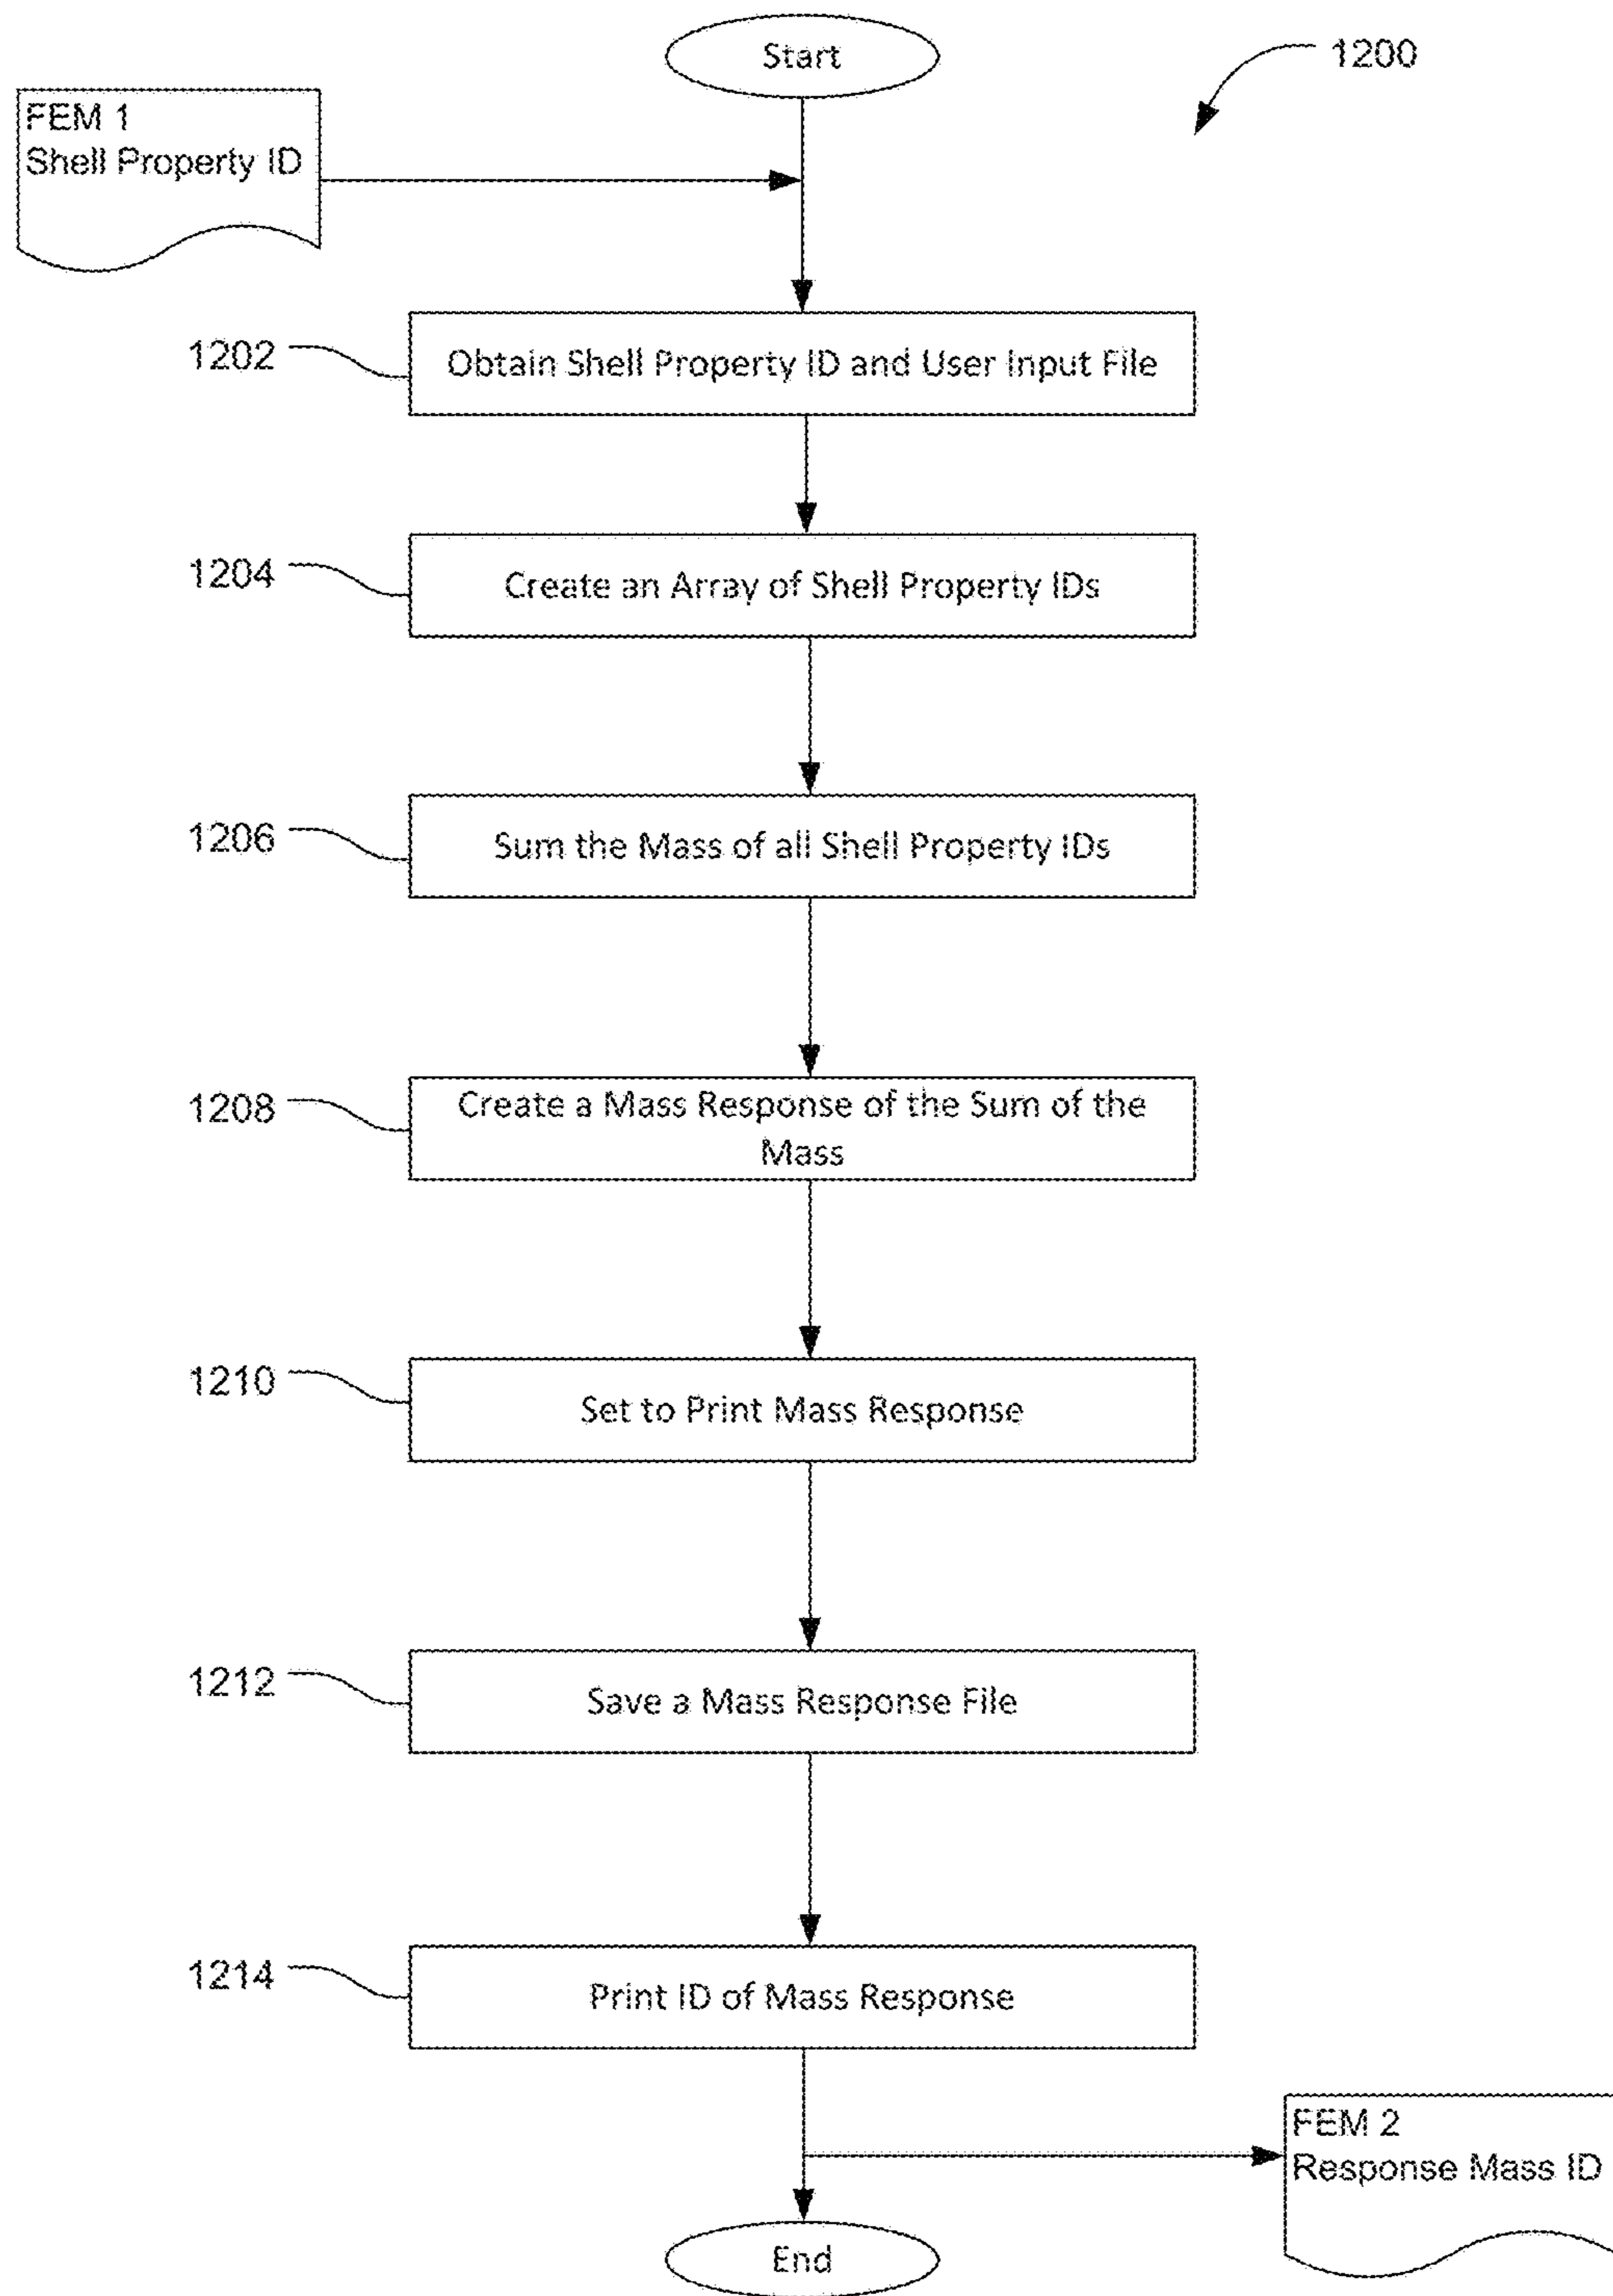 Start
1200
FEM 1
Shell Property ID
1202
Obtain Shell Property ID and User Input File
1204
Create an Array of Shell Property IDs
1206
Sum the Mass of all Shell Property IDs
1208
Create a Mass Response of the Sum of the
Mass
1210
Set to Print Mass Response
1212
Save a Mass Response File
1214
Print ID of Mass Response
FEM 2
Response Mass ID
End